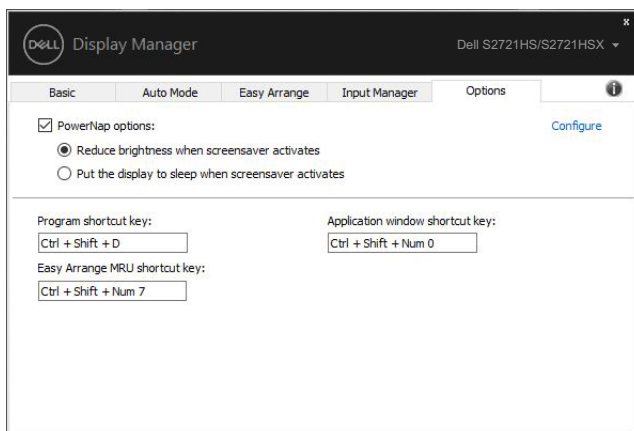 x
DELL Display Manager
Dell S2721HS/S2721HSX
Basic Auto Mode Easy Arrange Input Manager Options
PowerNap options: Configure
Reduce brightness when screensaver activates
Put the display to sleep when screensaver activates
Program shortcut key: Application window shortcut key:
Ctrl + Shift + D Ctrl + Shift + Num 0
Easy Arrange MRU shortcut key:
Ctrl + Shift + Num 7